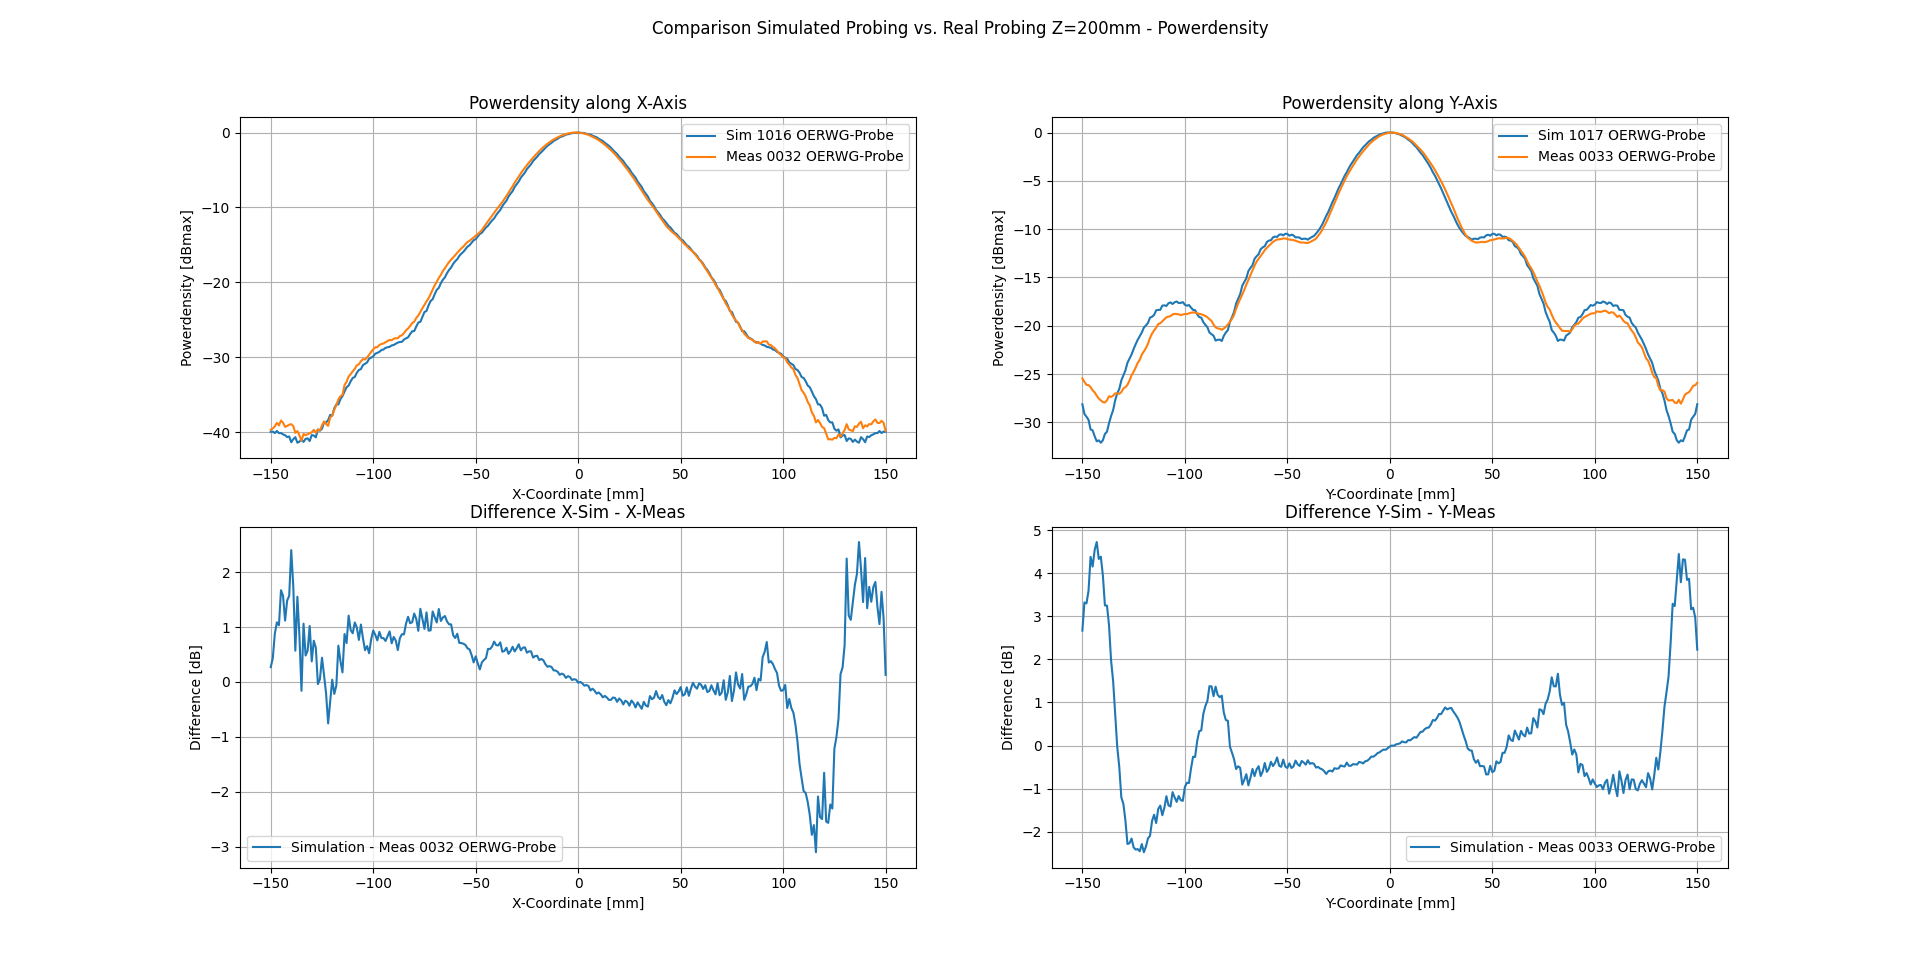 Comparison Simulated Probing vs. Real Probing Z=200mm - Powerdensity
Powerdensity along X-Axis
Sim 1016 OERWG-Probe
Meas 0032 OERWG-Probe
Powerdensity [dBmax]
0
−10
−20
−30
−40
−150
−100
−50
0
50
100
150
X-Coordinate [mm]
Powerdensity along Y-Axis
Sim 1017 OERWG-Probe
Meas 0033 OERWG-Probe
Powerdensity [dBmax]
0
−5
−10
−15
−20
−25
−30
−150
−100
−50
0
50
100
150
Y-Coordinate [mm]
Difference X-Sim - X-Meas
Difference [dB]
2
1
0
−1
−2
−3
Simulation - Meas 0032 OERWG-Probe
−150
−100
−50
0
50
100
150
X-Coordinate [mm]
Difference Y-Sim - Y-Meas
Difference [dB]
5
4
3
2
1
0
−1
−2
Simulation - Meas 0033 OERWG-Probe
−150
−100
−50
0
50
100
150
Y-Coordinate [mm]